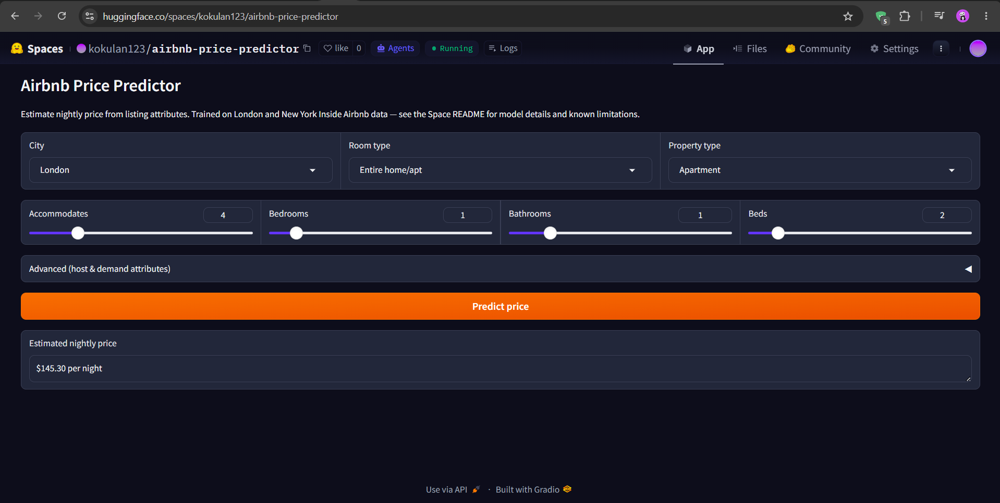 huggingface.co/spaces/kokulan123/airbnb-price-predictor
5
Spaces kokulan123/airbnb-price-predictor like 0 Agents Running Logs App Files Community Settings
Airbnb Price Predictor
Estimate nightly price from listing attributes. Trained on London and New York Inside Airbnb data — see the Space README for model details and known limitations.
City Room type Property type
London Entire home/apt Apartment
Accommodates 4 Bedrooms 1 Bathrooms 1 Beds 2
Advanced (host & demand attributes)
Predict price
Estimated nightly price
$145.30 per night
Use via API · Built with Gradio